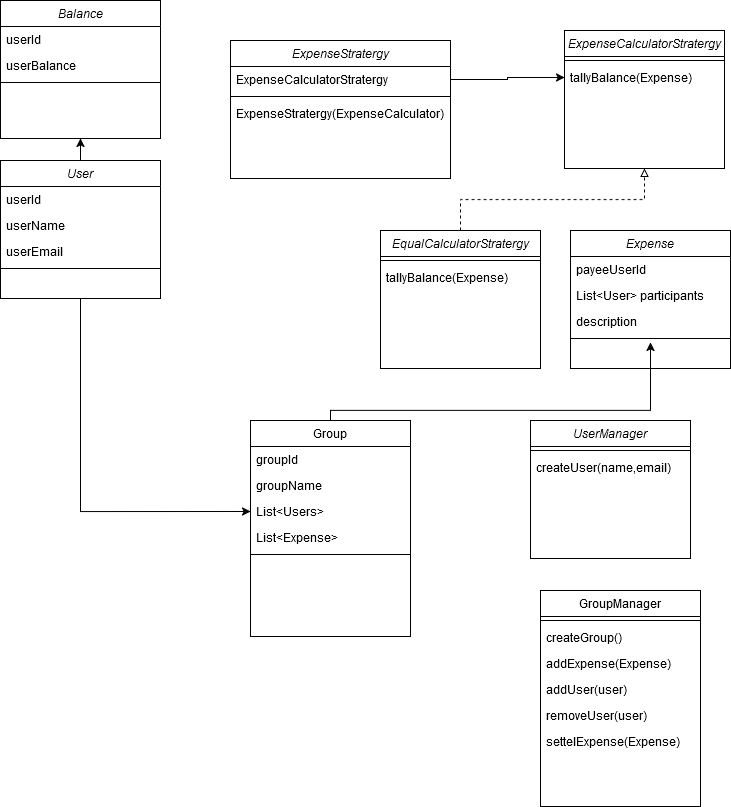 Balance
userId
userBalance
ExpenseStratergy
ExpenseCalculatorStratergy
ExpenseStratergy(ExpenseCalculator)
ExpenseCalculatorStratergy
tallyBalance(Expense)
User
userId
userName
userEmail
EqualCalculatorStratergy
tallyBalance(Expense)
Expense
payeeUserId
List<User> participants
description
Group
groupId
groupName
List<Users>
List<Expense>
UserManager
createUser(name,email)
GroupManager
createGroup()
addExpense(Expense)
addUser(user)
removeUser(user)
settelExpense(Expense)